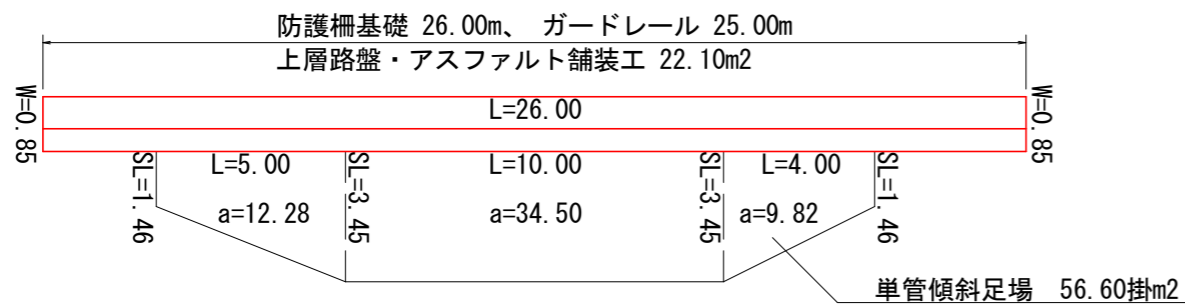 防護柵基礎 26.00m、 ガードレール 25.00m
上層路盤・アスファルト舗装工 22.10m2
W=0.85
L=26.00
W=0.85
SL=1.46
L=5.00
a=12.28
SL=3.45
L=10.00
a=34.50
SL=3.45
L=4.00
a=9.82
SL=1.46
単管傾斜足場 56.60掛m2